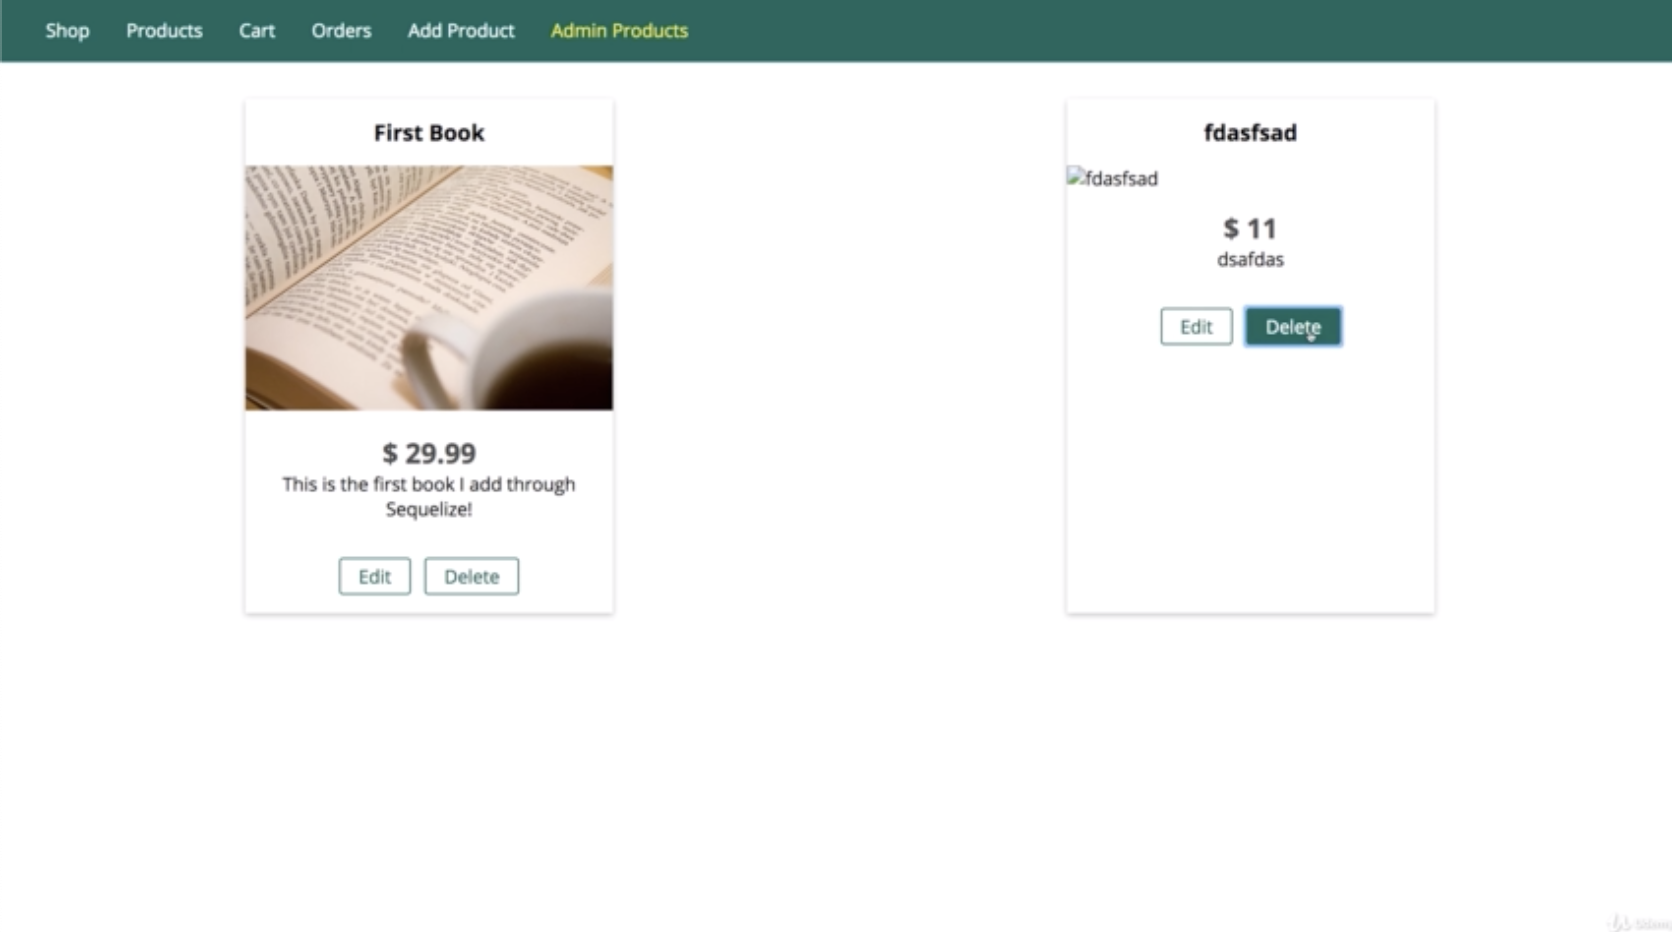 Shop Products Cart Orders Add Product Admin Products
First Book
$ 29.99
This is the first book I add through
Sequelize!
Edit Delete
fdasfsad
fdasfsad
$ 11
dsafdas
Edit Delete